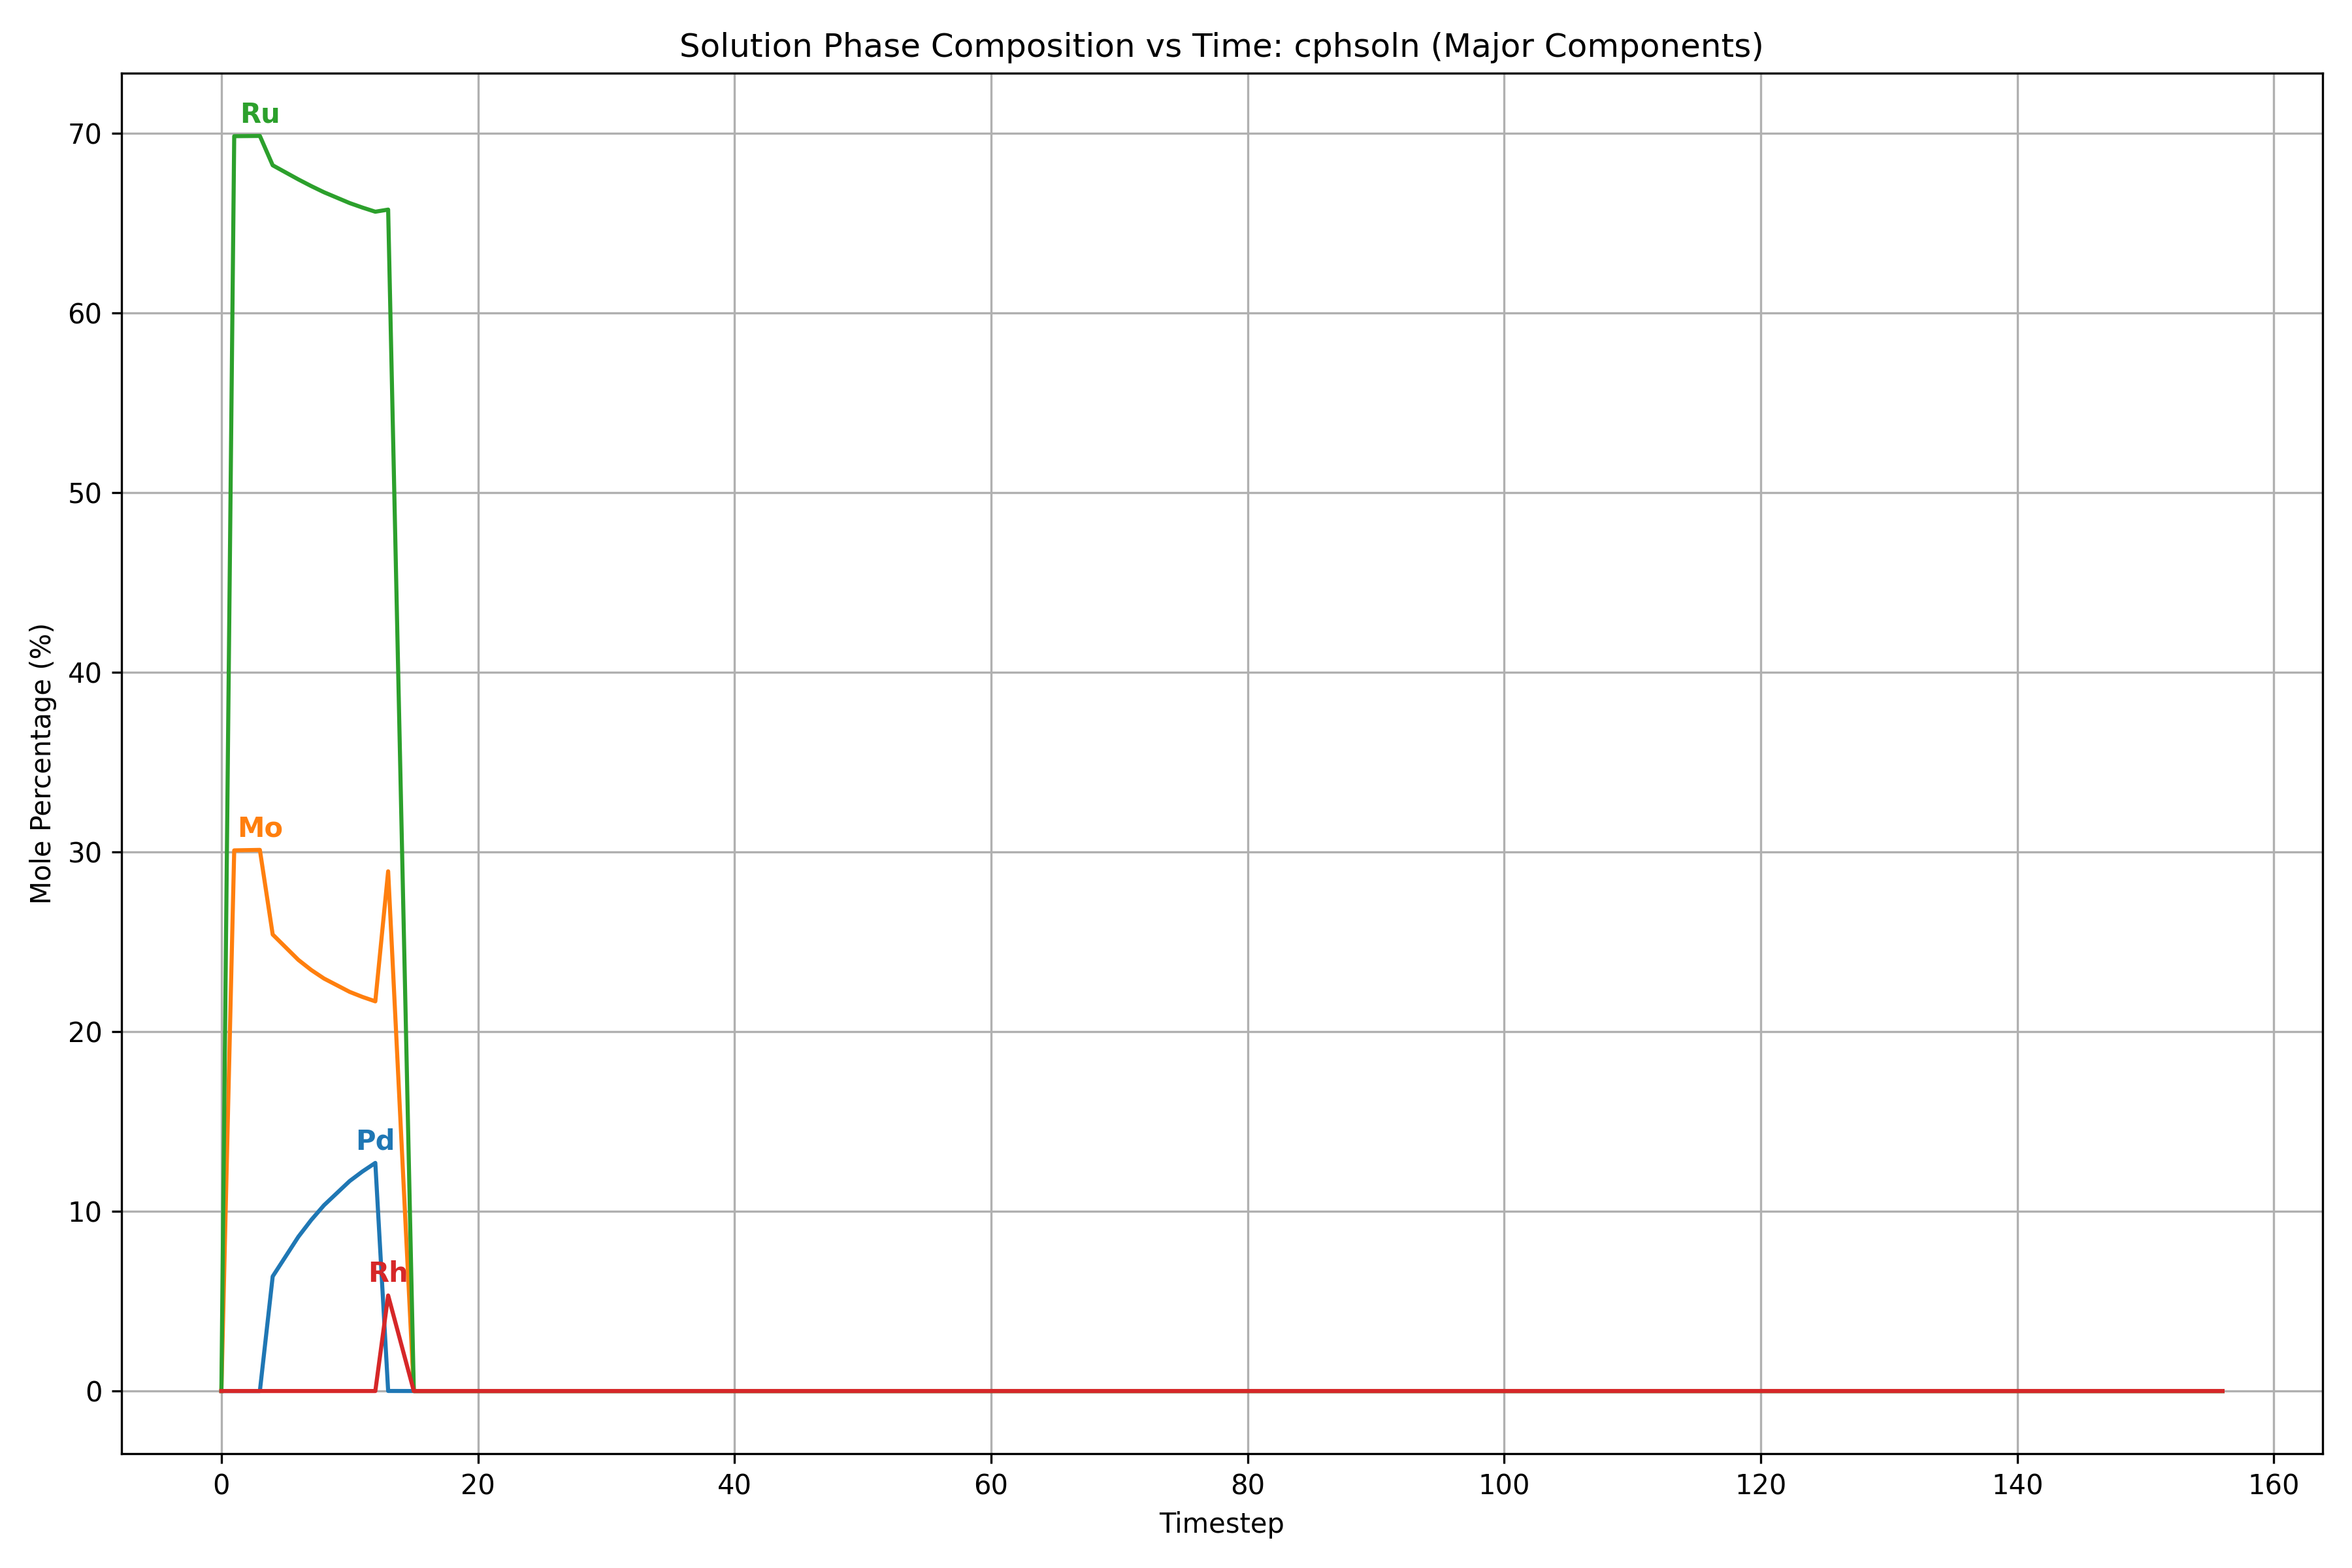 Solution Phase Composition vs Time: cphsoln (Major Components)
Mole Percentage (%)
70
60
50
40
30
20
10
0
Ru
Mo
Pd
Rh
0 20 40 60 80 100 120 140 160
Timestep